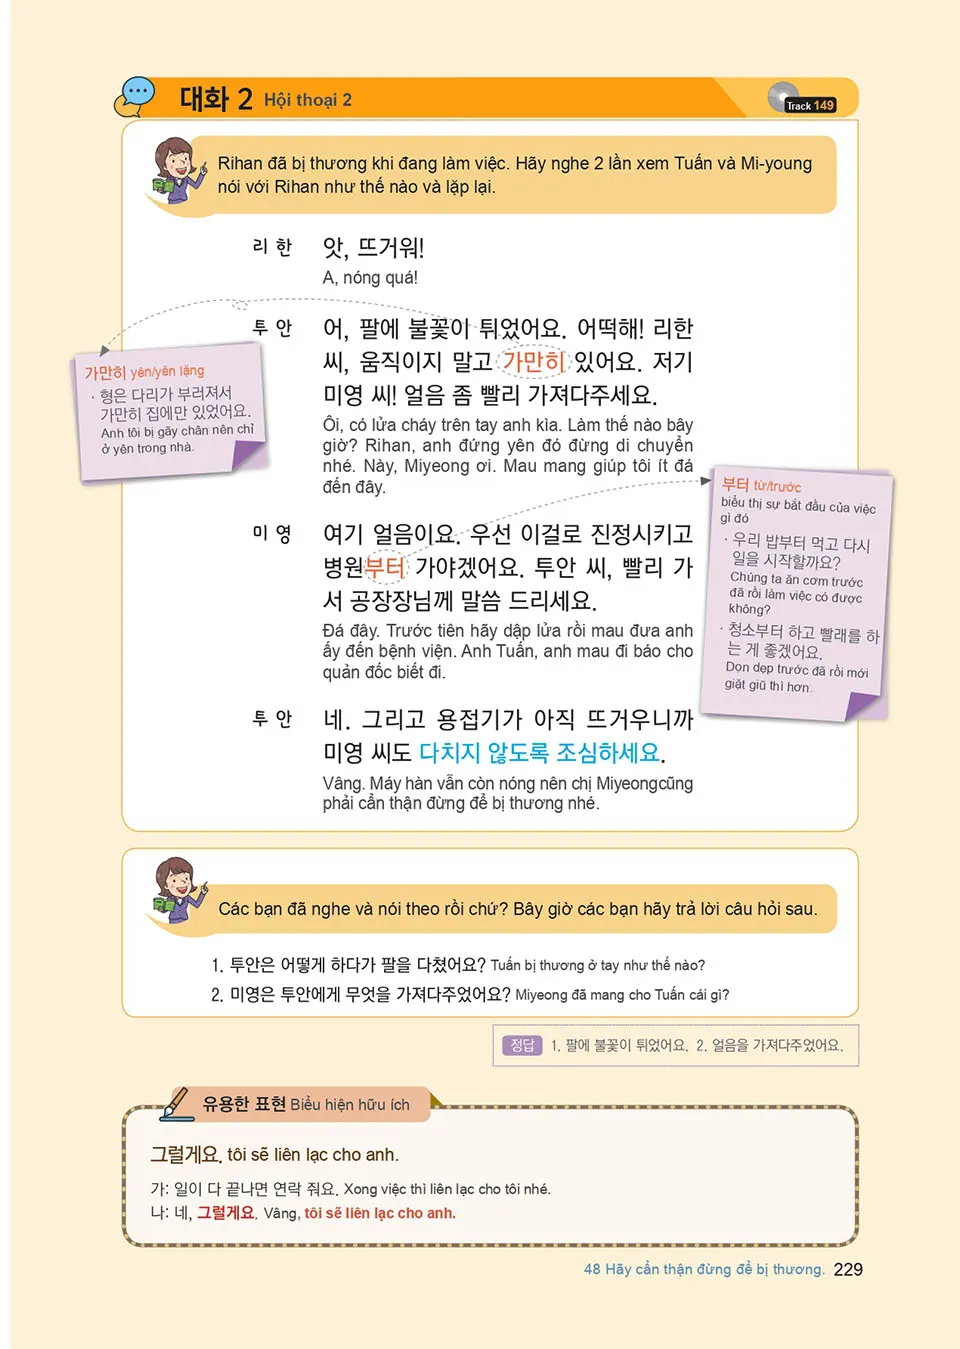 대화 2 Hội thoại 2
Track 149
Rihan đã bị thương khi đang làm việc. Hãy nghe 2 lần xem Tuấn và Mi-young
nói với Rihan như thế nào và lặp lại.
리 한 앗, 뜨거워!
A, nóng quá!
투 안 어, 팔에 불꽃이 튀었어요. 어떡해! 리한
씨, 움직이지 말고 가만히 있어요. 저기
미영 씨! 얼음 좀 빨리 가져다주세요.
Ôi, có lửa cháy trên tay anh kìa. Làm thế nào bây
giờ? Rihan, anh đứng yên đó đừng di chuyển
nhé. Này, Miyeong ơi. Mau mang giúp tôi ít đá
đến đây.
가만히 yên/yên lặng
· 형은 다리가 부러져서
가만히 집에만 있었어요.
Anh tôi bị gãy chân nên chỉ
ở yên trong nhà.
미 영 여기 얼음이요. 우선 이걸로 진정시키고
병원부터 가야겠어요. 투안 씨, 빨리 가
서 공장장님께 말씀 드리세요.
Đá đây. Trước tiên hãy dập lửa rồi mau đưa anh
ấy đến bệnh viện. Anh Tuấn, anh mau đi báo cho
quản đốc biết đi.
부터 từ/trước
biểu thị sự bắt đầu của việc
gì đó
· 우리 밥부터 먹고 다시
일을 시작할까요?
Chúng ta ăn cơm trước
đã rồi làm việc có được
không?
· 청소부터 하고 빨래를 하
는 게 좋겠어요.
Dọn dẹp trước đã rồi mới
giặt giũ thì hơn.
투 안 네. 그리고 용접기가 아직 뜨거우니까
미영 씨도 다치지 않도록 조심하세요.
Vâng. Máy hàn vẫn còn nóng nên chị Miyeongcũng
phải cẩn thận đừng để bị thương nhé.
Các bạn đã nghe và nói theo rồi chứ? Bây giờ các bạn hãy trả lời câu hỏi sau.
1. 투안은 어떻게 하다가 팔을 다쳤어요? Tuấn bị thương ở tay như thế nào?
2. 미영은 투안에게 무엇을 가져다주었어요? Miyeong đã mang cho Tuấn cái gì?
정답 1. 팔에 불꽃이 튀었어요. 2. 얼음을 가져다주었어요.
유용한 표현 Biểu hiện hữu ích
그럴게요. tôi sẽ liên lạc cho anh.
가: 일이 다 끝나면 연락 줘요. Xong việc thì liên lạc cho tôi nhé.
나: 네, 그럴게요. Vâng, tôi sẽ liên lạc cho anh.
48 Hãy cẩn thận đừng để bị thương. 229